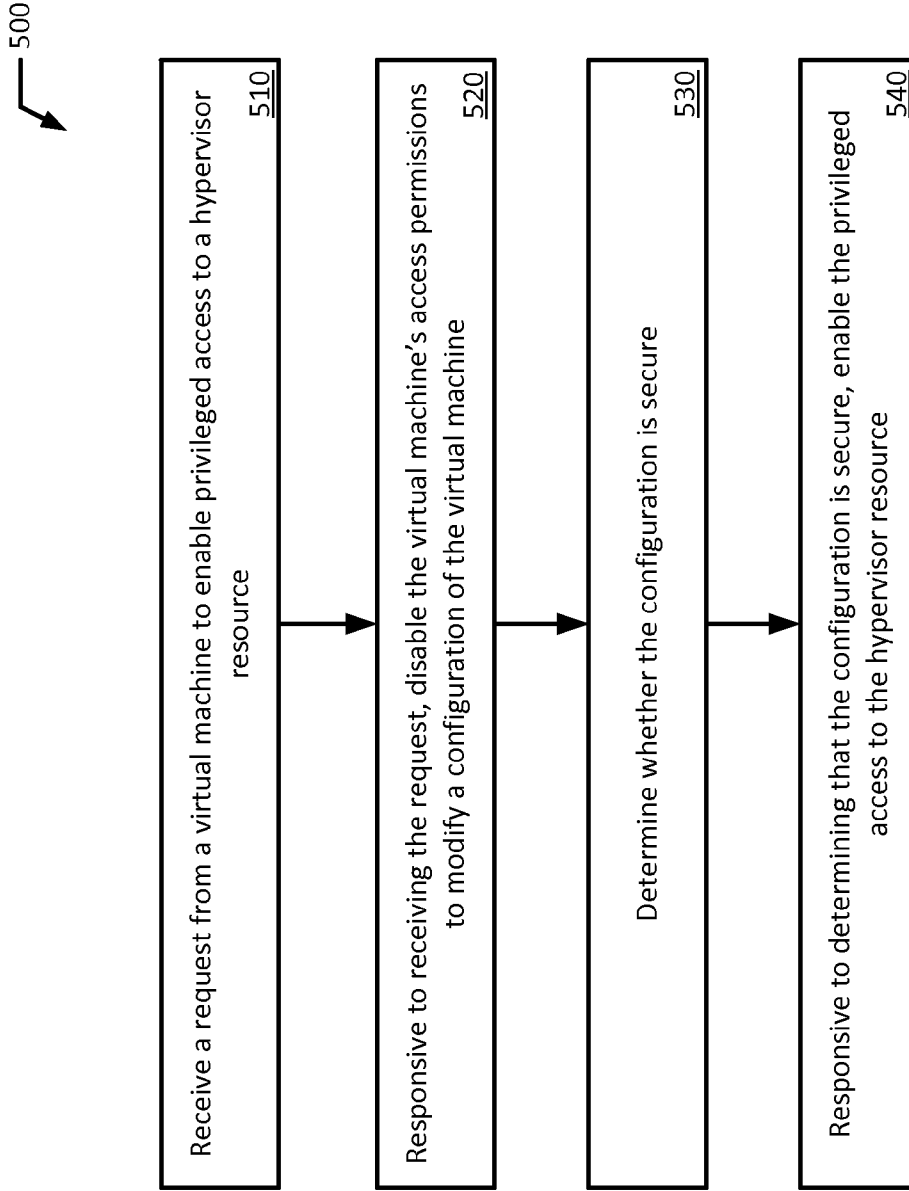 500
Receive a request from a virtual machine to enable privileged access to a hypervisor
resource
510
Responsive to receiving the request, disable the virtual machine’s access permissions
to modify a configuration of the virtual machine
520
Determine whether the configuration is secure
530
Responsive to determining that the configuration is secure, enable the privileged
access to the hypervisor resource
540